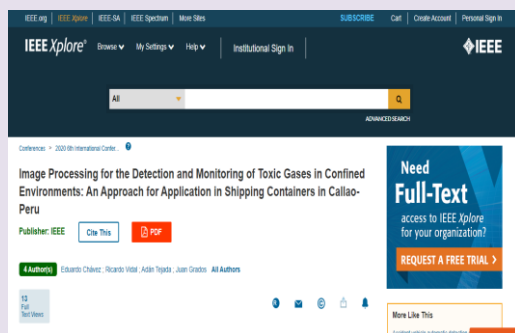 IEEE.org | IEEE Xplore | IEEE-SA | IEEE Spectrum | More Sites
SUBSCRIBE
Cart | Create Account | Personal Sign In
IEEE Xplore®
Browse
My Settings
Help
Institutional Sign In
IEEE
All
ADVANCED SEARCH
Conferences > 2020 6th International Confer...
Image Processing for the Detection and Monitoring of Toxic Gases in Confined
Environments: An Approach for Application in Shipping Containers in Callao-
Peru
Publisher: IEEE
Cite This
PDF
4 Author(s)
Eduardo Chávez ; Ricardo Vidal ; Adán Tejada ; Juan Grados
All Authors
13
Full
Text Views
Need
Full-Text
access to IEEE Xplore
for your organization?
REQUEST A FREE TRIAL >
More Like This